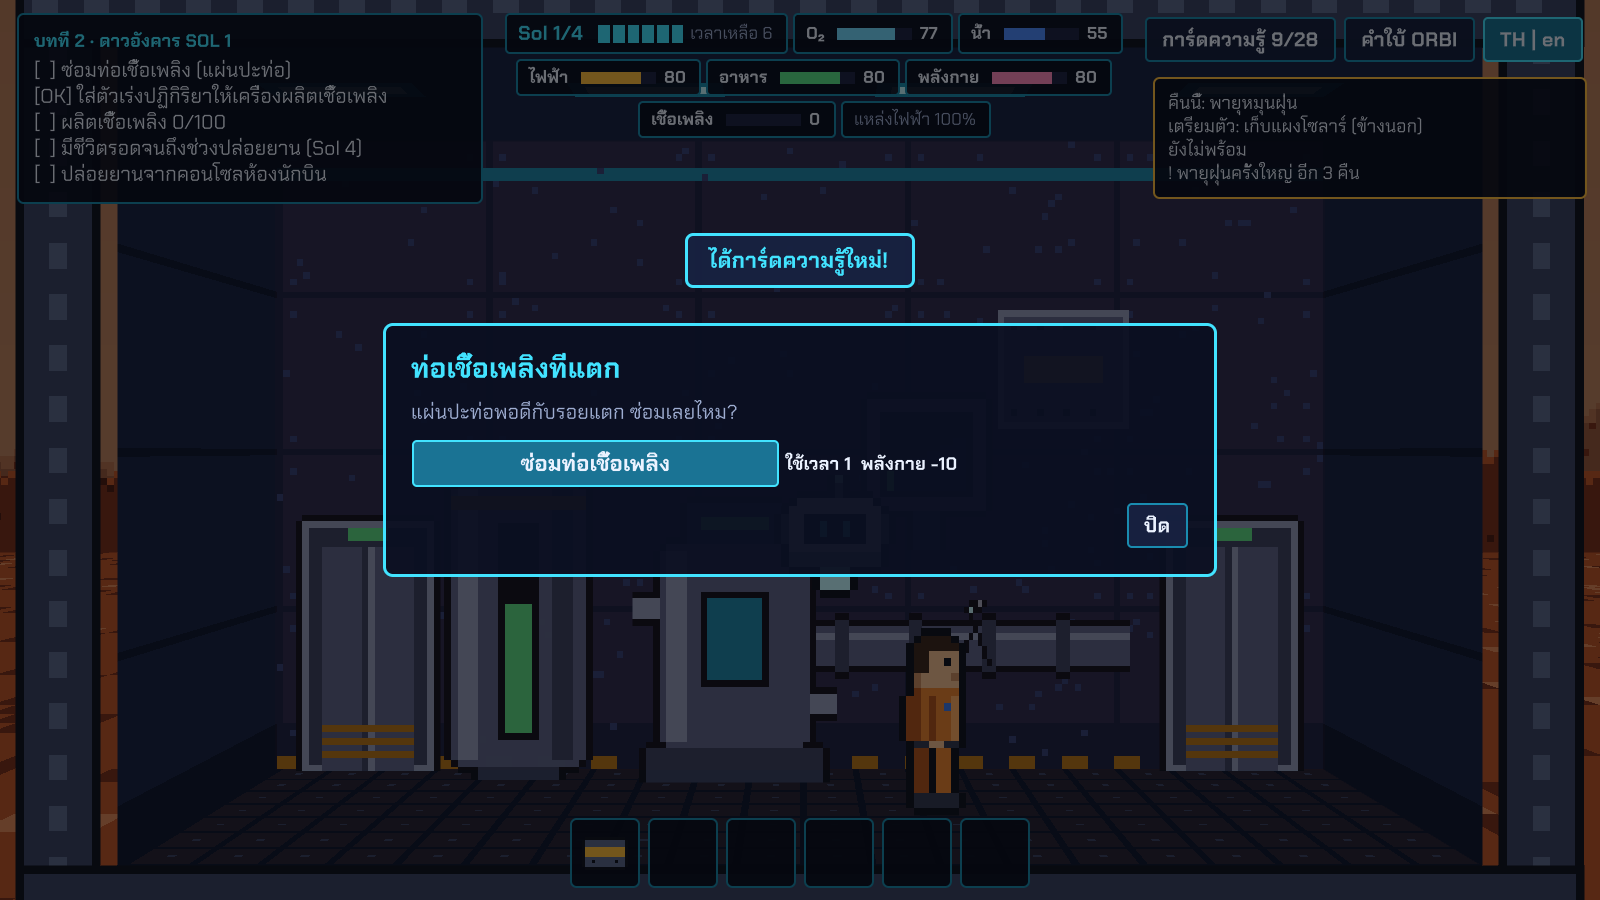 บทที่ 2 · ดาวอังคาร SOL 1
[ ] ซ่อมท่อเชื้อเพลิง (แผ่นปะท่อ)
[OK] ใส่ตัวเร่งปฏิกิริยาให้เครื่องผลิตเชื้อเพลิง
[ ] ผลิตเชื้อเพลิง 0/100
[ ] มีชีวิตรอดจนถึงช่วงปล่อยยาน (Sol 4)
[ ] ปล่อยยานจากคอนโซลห้องนักบิน
Sol 1/4 เวลาเหลือ 6
O₂ 77
น้ำ 55
ไฟฟ้า 80
อาหาร 80
พลังกาย 80
เชื้อเพลิง 0
แหล่งไฟฟ้า 100%
การ์ดความรู้ 9/28
คำใบ้ ORBI
TH | en
คืนนี้: พายุหมุนฝุ่น
เตรียมตัว: เก็บแผงโซลาร์ (ข้างนอก)
ยังไม่พร้อม
! พายุฝุ่นครั้งใหญ่ อีก 3 คืน
ได้การ์ดความรู้ใหม่!
ท่อเชื้อเพลิงที่แตก
แผ่นปะท่อพอดีกับรอยแตก ซ่อมเลยไหม?
ซ่อมท่อเชื้อเพลิง
ใช้เวลา 1 พลังกาย -10
ปิด